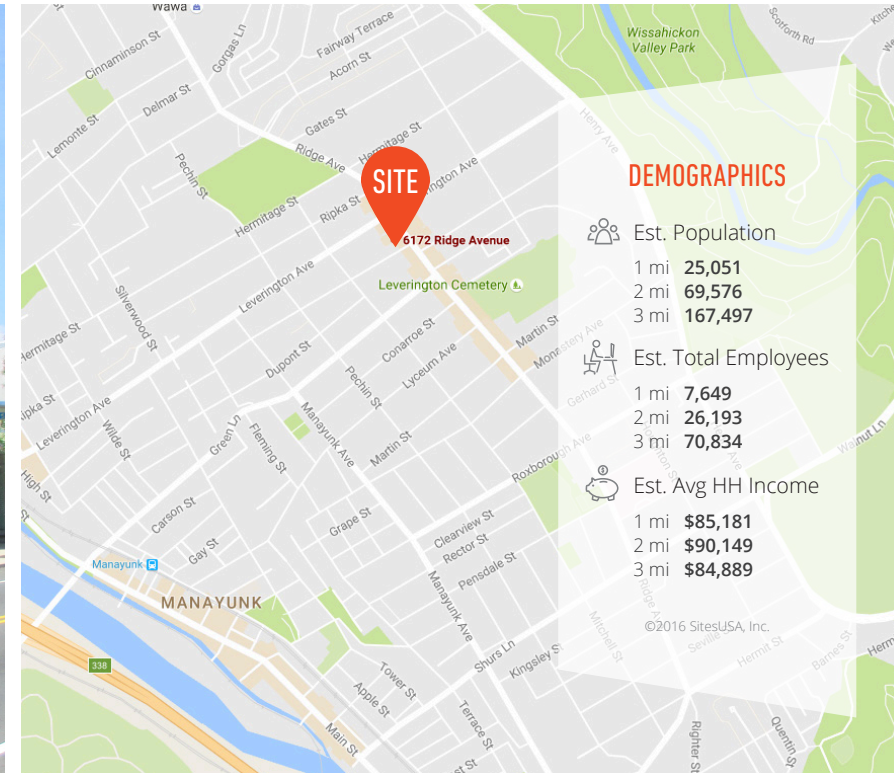 Wawa
Cinnaminson St
Gorgas Ln
Fairway Terrace
Acorn St
Wissahickon
Valley Park
Scotforth Rd
Delmar St
Lemonte St
Gates St
Hermitage St
Henry Ave
Ridge Ave
Pechin St
SITE
Hermitage St
Ripka St
6172 Ridge Avenue
Leverington Ave
Leverington Cemetery
Silverwood St
Hermitage St
Conarroe St
Martin St
Monastery Ave
Dupont St
Lyceum Ave
Pechin St
Gerhard St
Leverington Ave
Wilde St
Green Ln
Fleming St
Manayunk Ave
Martin St
Roxborough Ave
Walnut Ln
High St
Carson St
Grape St
Clearview St
Rector St
Gay St
Pensdale St
Manayunk
MANAYUNK
Manayunk Ave
Ridge A
Mitchell St
Seville St
Hermit St
Barnes St
Herm
338
Shurs Ln
Kingsley St
Tower St
Apple St
Terrace St
Main St
Righter St
Quentin St
DEMOGRAPHICS
Est. Population
1 mi 25,051
2 mi 69,576
3 mi 167,497
Est. Total Employees
1 mi 7,649
2 mi 26,193
3 mi 70,834
Est. Avg HH Income
1 mi $85,181
2 mi $90,149
3 mi $84,889
©2016 SitesUSA, Inc.